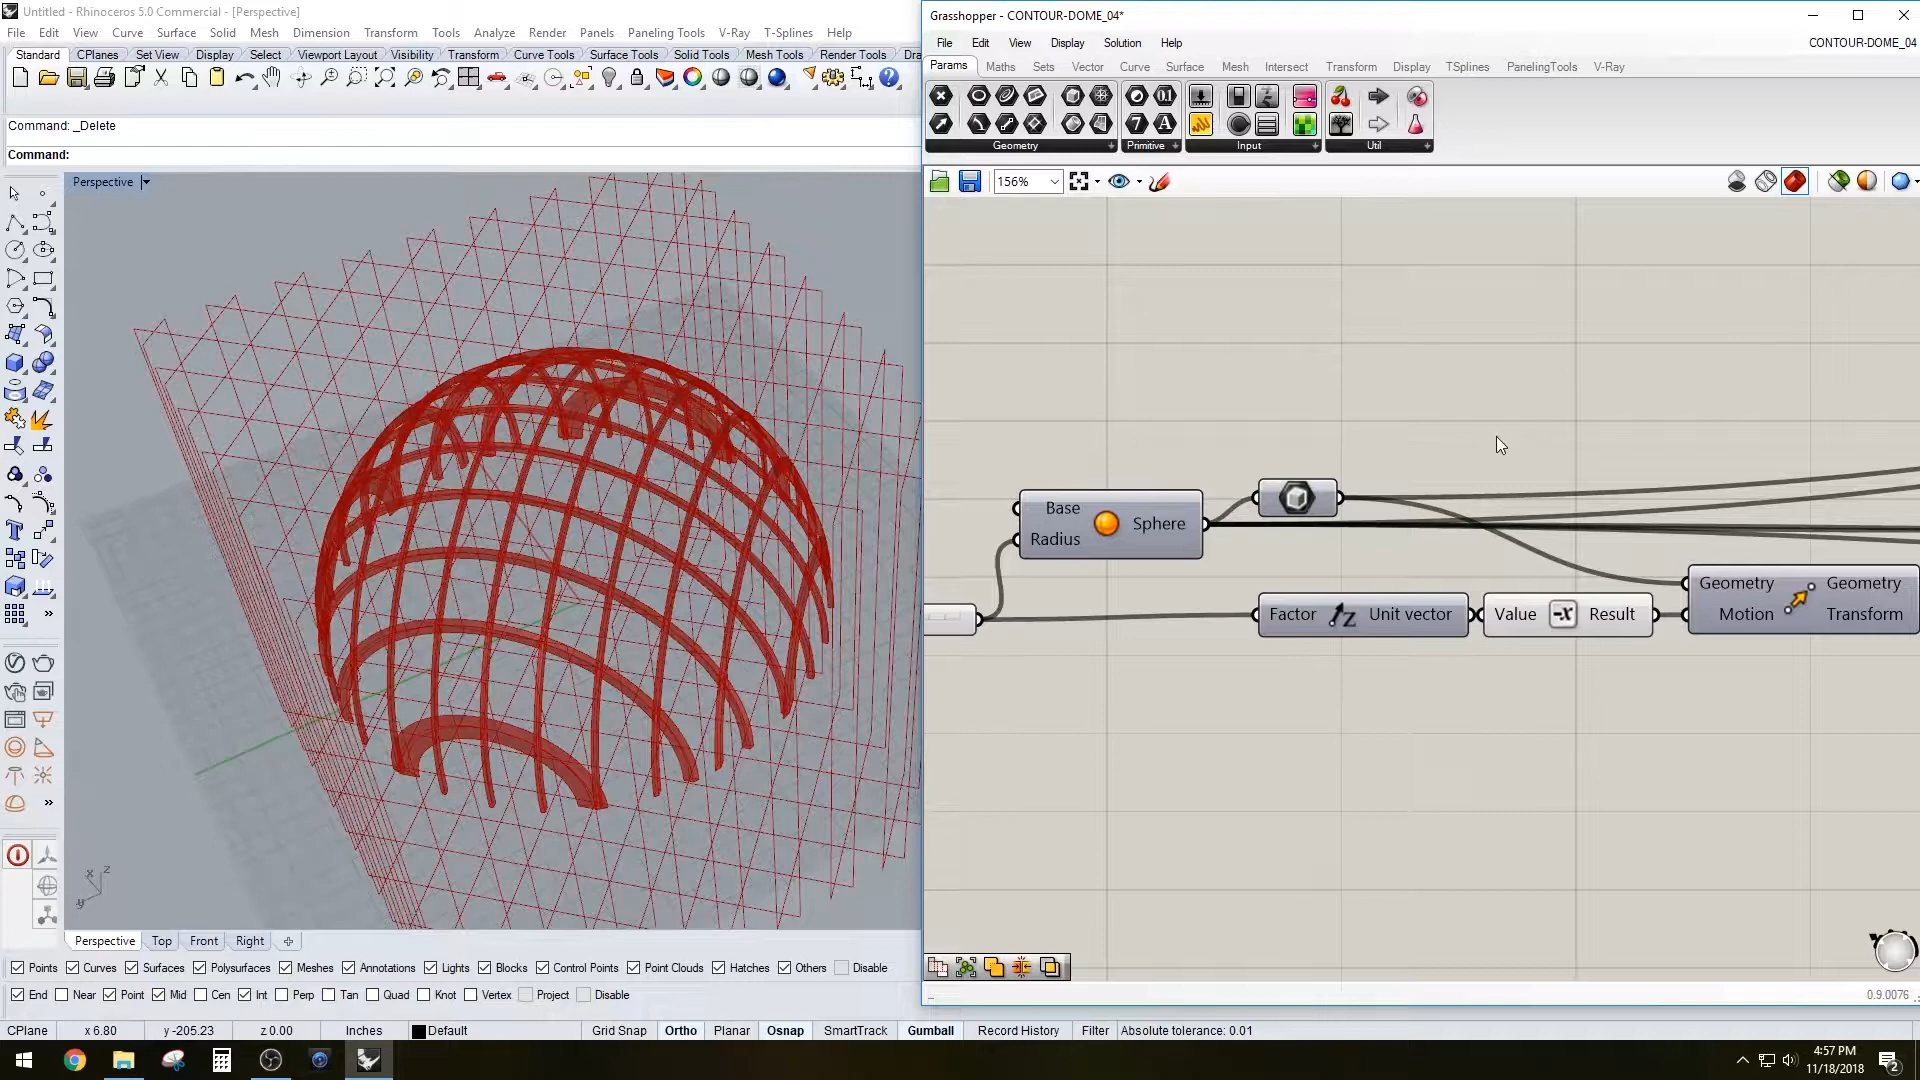 Untitled - Rhinoceros 5.0 Commercial - [Perspective]
File Edit View Curve Surface Solid Mesh Dimension Transform Tools Analyze Render Panels Paneling Tools V-Ray T-Splines Help
Standard CPlanes Set View Display Select Viewport Layout Visibility Transform Curve Tools Surface Tools Solid Tools Mesh Tools Render Tools Dra
Command: _Delete
Command:
Perspective
x z
y
Perspective Top Front Right
Points Curves Surfaces Polysurfaces Meshes Annotations Lights Blocks Control Points Point Clouds Hatches Others Disable
End Near Point Mid Cen Int Perp Tan Quad Knot Vertex Project Disable
CPlane x 6.80 y -205.23 z 0.00 Inches Default Grid Snap Ortho Planar Osnap SmartTrack Gumball Record History Filter Absolute tolerance: 0.01
Grasshopper - CONTOUR-DOME_04*
File Edit View Display Solution Help CONTOUR-DOME_04
Params Maths Sets Vector Curve Surface Mesh Intersect Transform Display TSplines PanelingTools V-Ray
Geometry Primitive Input Util
156%
Base
Radius
Sphere
Factor Z Unit vector
Value -x Result
Geometry Geometry
Motion Transform
0.9.0076
4:57 PM
11/18/2018
2